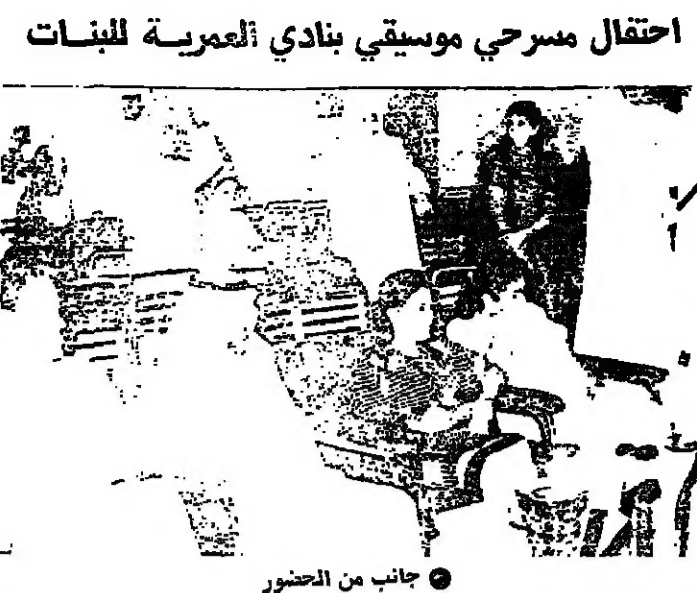 احتفال مسرحي موسيقي بنادي العمرية للبنات
جانب من الحضور